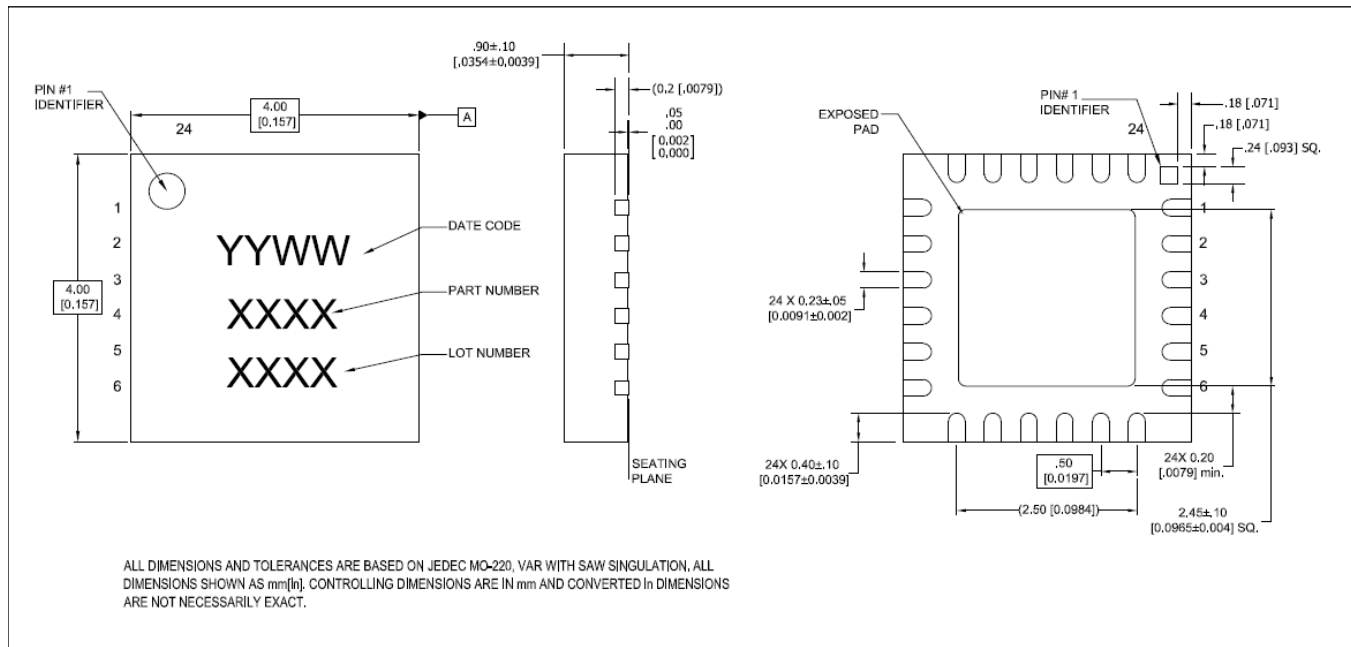 PIN #1
IDENTIFIER
4.00
[0.157]
A
24
1
2
3
4
5
6
4.00
[0.157]
YYWW
XXXX
XXXX
DATE CODE
PART NUMBER
LOT NUMBER
.90±.10
[.0354±0.0039]
(0.2 [.0079])
.05
.00
[0.002]
[0.000]
SEATING
PLANE
EXPOSED
PAD
PIN# 1
IDENTIFIER
24
.18 [.071]
.18 [.071]
.24 [.093] SQ.
1
2
3
4
5
6
24 X 0.23±.05
[0.0091±0.002]
24X 0.40±.10
[0.0157±0.0039]
.50
[0.0197]
(2.50 [0.0984])
24X 0.20
[.0079] min.
2.45±.10
[0.0965±0.004] SQ.
ALL DIMENSIONS AND TOLERANCES ARE BASED ON JEDEC MO-220, VAR WITH SAW SINGULATION, ALL
DIMENSIONS SHOWN AS mm[in]. CONTROLLING DIMENSIONS ARE IN mm AND CONVERTED In DIMENSIONS
ARE NOT NECESSARILY EXACT.